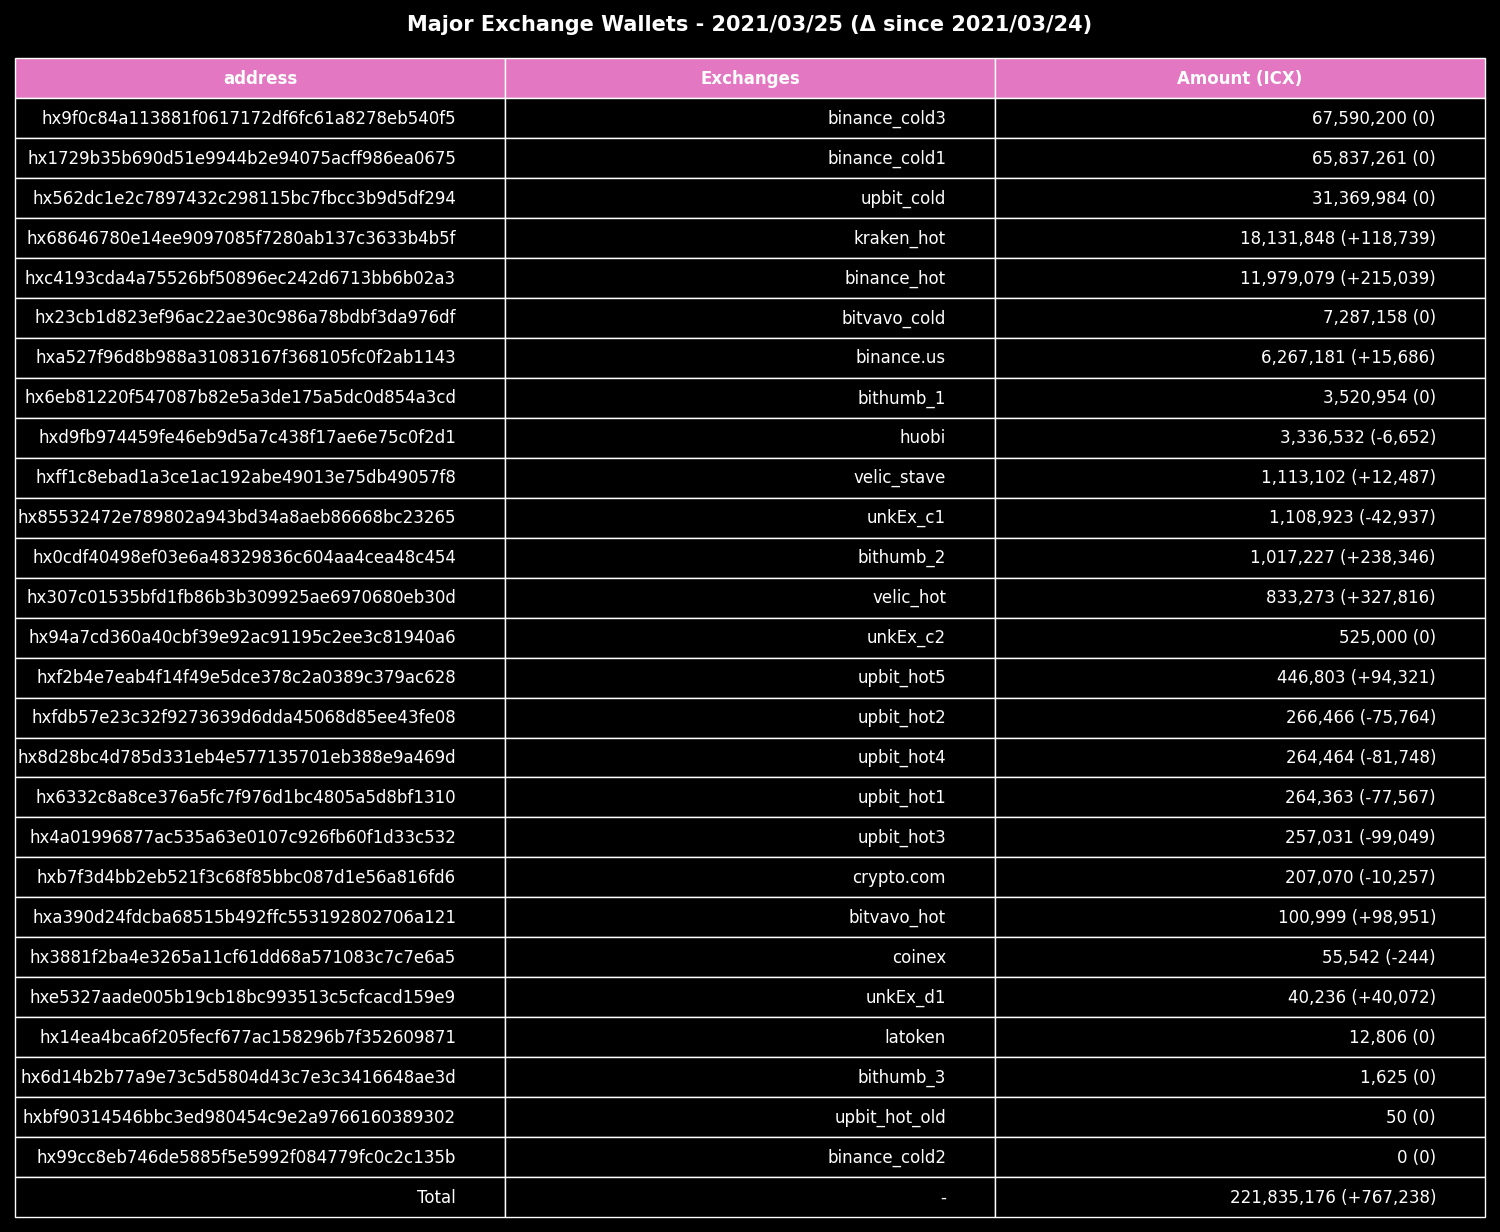 Major Exchange Wallets - 2021/03/25 (Δ since 2021/03/24)
address Exchanges Amount (ICX)
hx9f0c84a113881f0617172df6fc61a8278eb540f5 binance_cold3 67,590,200 (0)
hx1729b35b690d51e9944b2e94075acff986ea0675 binance_cold1 65,837,261 (0)
hx562dc1e2c7897432c298115bc7fbcc3b9d5df294 upbit_cold 31,369,984 (0)
hx68646780e14ee9097085f7280ab137c3633b4b5f kraken_hot 18,131,848 (+118,739)
hxc4193cda4a75526bf50896ec242d6713bb6b02a3 binance_hot 11,979,079 (+215,039)
hx23cb1d823ef96ac22ae30c986a78bdbf3da976df bitvavo_cold 7,287,158 (0)
hxa527f96d8b988a31083167f368105fc0f2ab1143 binance.us 6,267,181 (+15,686)
hx6eb81220f547087b82e5a3de175a5dc0d854a3cd bithumb_1 3,520,954 (0)
hxd9fb974459fe46eb9d5a7c438f17ae6e75c0f2d1 huobi 3,336,532 (-6,652)
hxff1c8ebad1a3ce1ac192abe49013e75db49057f8 velic_stave 1,113,102 (+12,487)
hx85532472e789802a943bd34a8aeb86668bc23265 unkEx_c1 1,108,923 (-42,937)
hx0cdf40498ef03e6a48329836c604aa4cea48c454 bithumb_2 1,017,227 (+238,346)
hx307c01535bfd1fb86b3b309925ae6970680eb30d velic_hot 833,273 (+327,816)
hx94a7cd360a40cbf39e92ac91195c2ee3c81940a6 unkEx_c2 525,000 (0)
hxf2b4e7eab4f14f49e5dce378c2a0389c379ac628 upbit_hot5 446,803 (+94,321)
hxfdb57e23c32f9273639d6dda45068d85ee43fe08 upbit_hot2 266,466 (-75,764)
hx8d28bc4d785d331eb4e577135701eb388e9a469d upbit_hot4 264,464 (-81,748)
hx6332c8a8ce376a5fc7f976d1bc4805a5d8bf1310 upbit_hot1 264,363 (-77,567)
hx4a01996877ac535a63e0107c926fb60f1d33c532 upbit_hot3 257,031 (-99,049)
hxb7f3d4bb2eb521f3c68f85bbc087d1e56a816fd6 crypto.com 207,070 (-10,257)
hxa390d24fdcba68515b492ffc553192802706a121 bitvavo_hot 100,999 (+98,951)
hx3881f2ba4e3265a11cf61dd68a571083c7c7e6a5 coinex 55,542 (-244)
hxe5327aade005b19cb18bc993513c5cfcacd159e9 unkEx_d1 40,236 (+40,072)
hx14ea4bca6f205fecf677ac158296b7f352609871 latoken 12,806 (0)
hx6d14b2b77a9e73c5d5804d43c7e3c3416648ae3d bithumb_3 1,625 (0)
hxbf90314546bbc3ed980454c9e2a9766160389302 upbit_hot_old 50 (0)
hx99cc8eb746de5885f5e5992f084779fc0c2c135b binance_cold2 0 (0)
Total - 221,835,176 (+767,238)